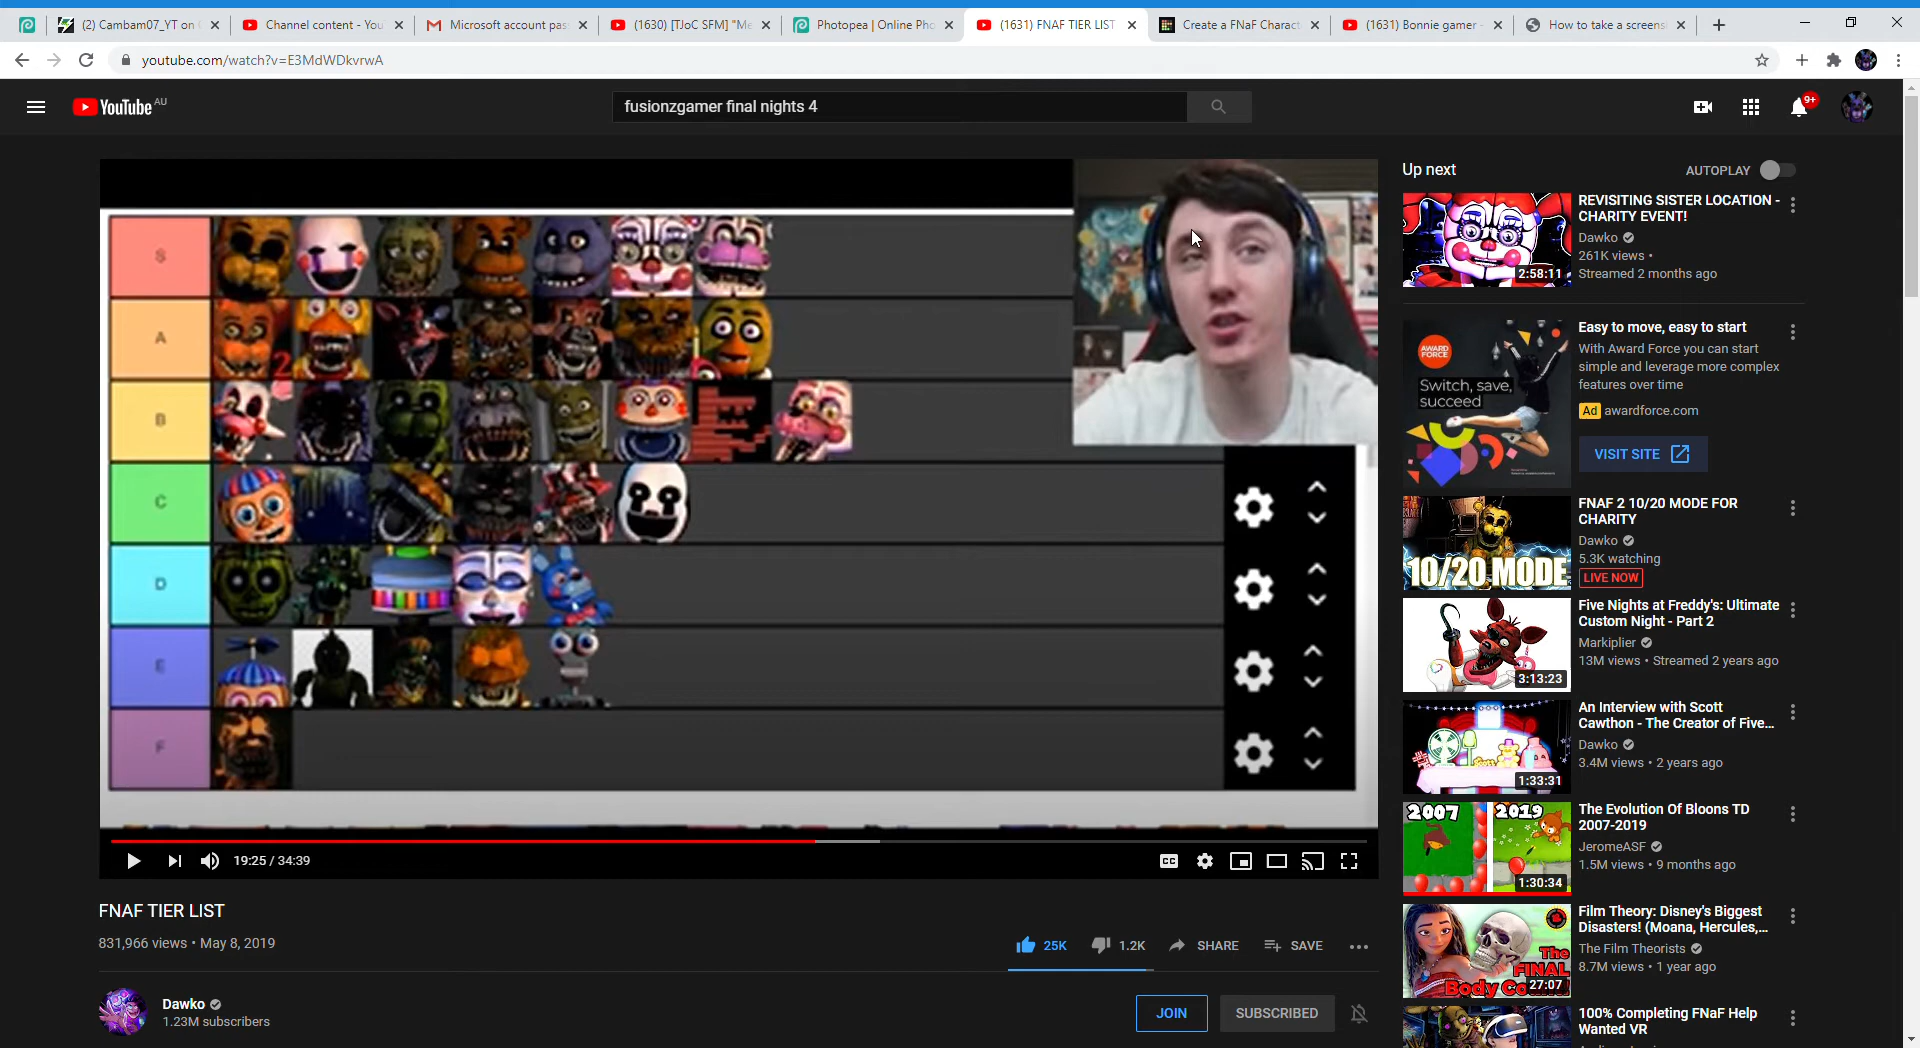 (2) Cambam07_YT on
Channel content - You
Microsoft account pas
(1630) [TJoC SFM] "Me
Photopea | Online Pho
(1631) FNAF TIER LIST
Create a FNaF Charact
(1631) Bonnie gamer -
How to take a screens
youtube.com/watch?v=E3MdWDkvrwA
YouTube AU
fusionzgamer final nights 4
9+
S
A
2
B
C
D
E
F
19:25 / 34:39
CC
FNAF TIER LIST
831,966 views • May 8, 2019
25K
1.2K
SHARE
SAVE
Dawko
1.23M subscribers
JOIN
SUBSCRIBED
Up next
AUTOPLAY
2:58:11
REVISITING SISTER LOCATION -
CHARITY EVENT!
Dawko
261K views •
Streamed 2 months ago
AWARD
FORCE
Switch, save,
succeed
Easy to move, easy to start
With Award Force you can start
simple and leverage more complex
features over time
Ad awardforce.com
VISIT SITE
10/20 MODE
FNAF 2 10/20 MODE FOR
CHARITY
Dawko
5.3K watching
LIVE NOW
3:13:23
Five Nights at Freddy's: Ultimate
Custom Night - Part 2
Markiplier
13M views • Streamed 2 years ago
1:33:31
An Interview with Scott
Cawthon - The Creator of Five...
Dawko
3.4M views • 2 years ago
2007
2019
1:30:34
The Evolution Of Bloons TD
2007-2019
JeromeASF
1.5M views • 9 months ago
The
FINAL
Body Co
27:07
Film Theory: Disney's Biggest
Disasters! (Moana, Hercules,...
The Film Theorists
8.7M views • 1 year ago
100% Completing FNaF Help
Wanted VR